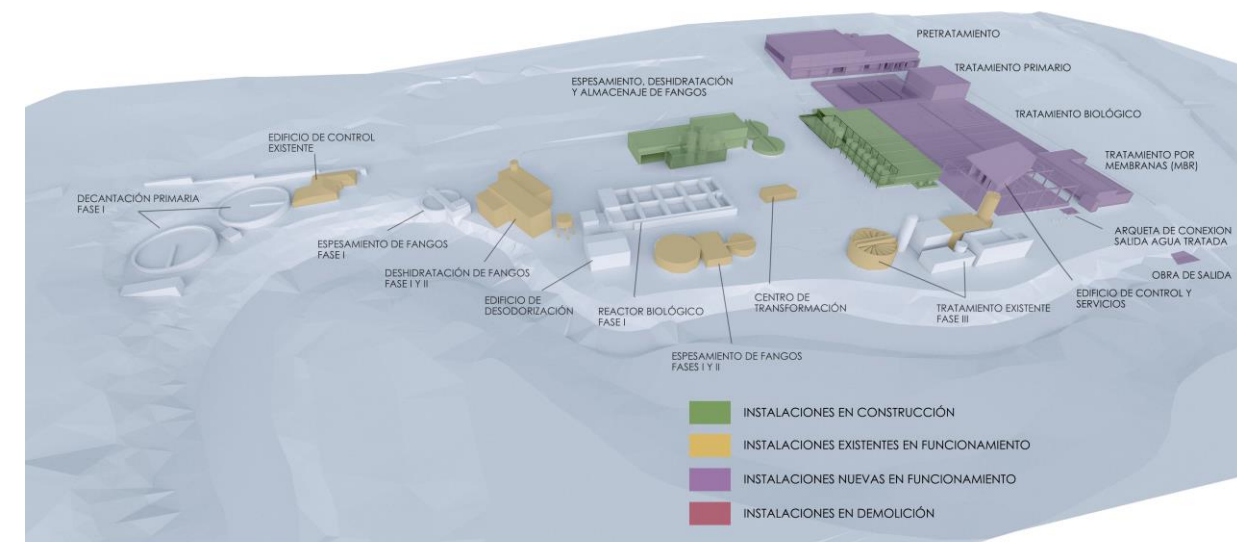 PRETRATAMIENTO
TRATAMIENTO PRIMARIO
ESPESAMIENTO, DESHIDRATACIÓN
Y ALMACENAJE DE FANGOS
TRATAMIENTO BIOLÓGICO
EDIFICIO DE CONTROL
EXISTENTE
TRATAMIENTO POR
MEMBRANAS (MBR)
DECANTACIÓN PRIMARIA
FASE I
ARQUETA DE CONEXION
SALIDA AGUA TRATADA
ESPESAMIENTO DE FANGOS
FASE I
DESHIDRATACIÓN DE FANGOS
FASE I Y II
OBRA DE SALIDA
EDIFICIO DE
DESODORIZACIÓN
REACTOR BIOLÓGICO
FASE I
CENTRO DE
TRANSFORMACIÓN
TRATAMIENTO EXISTENTE
FASE III
EDIFICIO DE CONTROL Y
SERVICIOS
ESPESAMIENTO DE FANGOS
FASES I Y II
INSTALACIONES EN CONSTRUCCIÓN
INSTALACIONES EXISTENTES EN FUNCIONAMIENTO
INSTALACIONES NUEVAS EN FUNCIONAMIENTO
INSTALACIONES EN DEMOLICIÓN